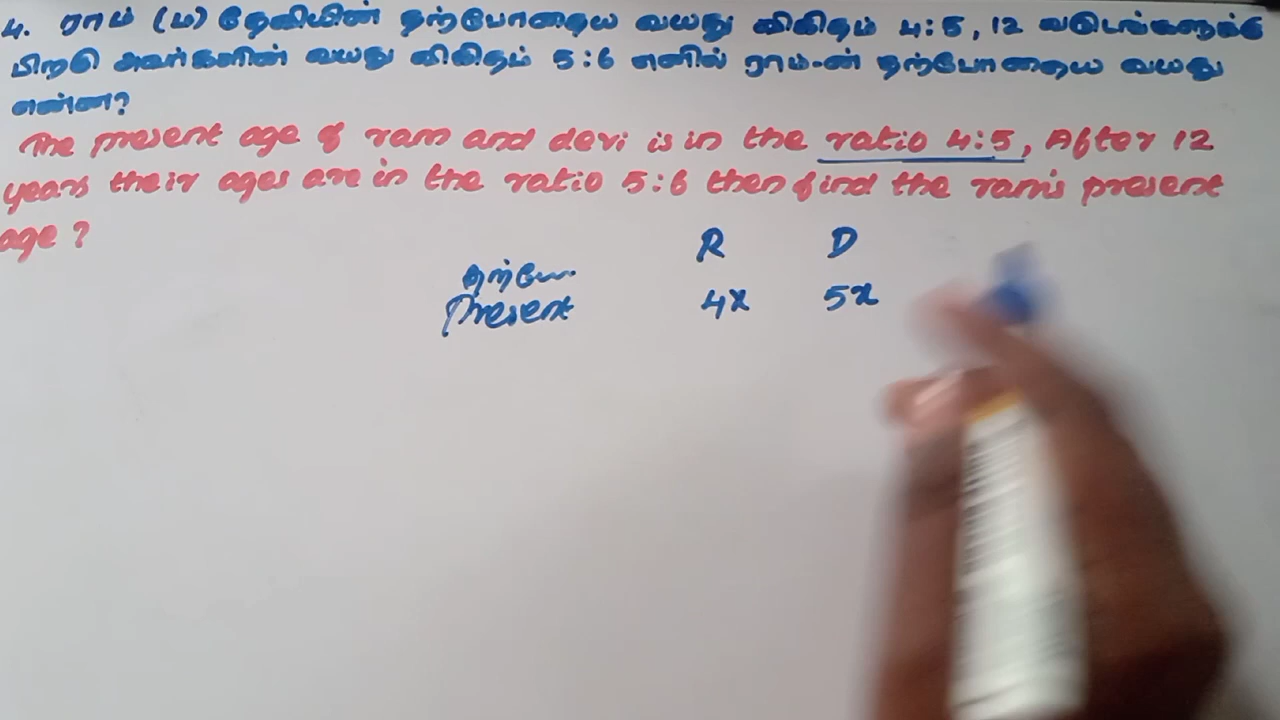 4. ராம் (ம) தேவியின் தற்போதைய வயது விகிதம் 4:5, 12 வருடங்களுக்கு
பிறகு அவர்களின் வயது விகிதம் 5:6 எனில் ராம்-ன் தற்போதைய வயது
என்ன?
The present age of ram and devi is in the ratio 4:5, After 12
years their ages are in the ratio 5:6 then find the ram's present
age?
R D
தற்போ..
Present 4x 5x